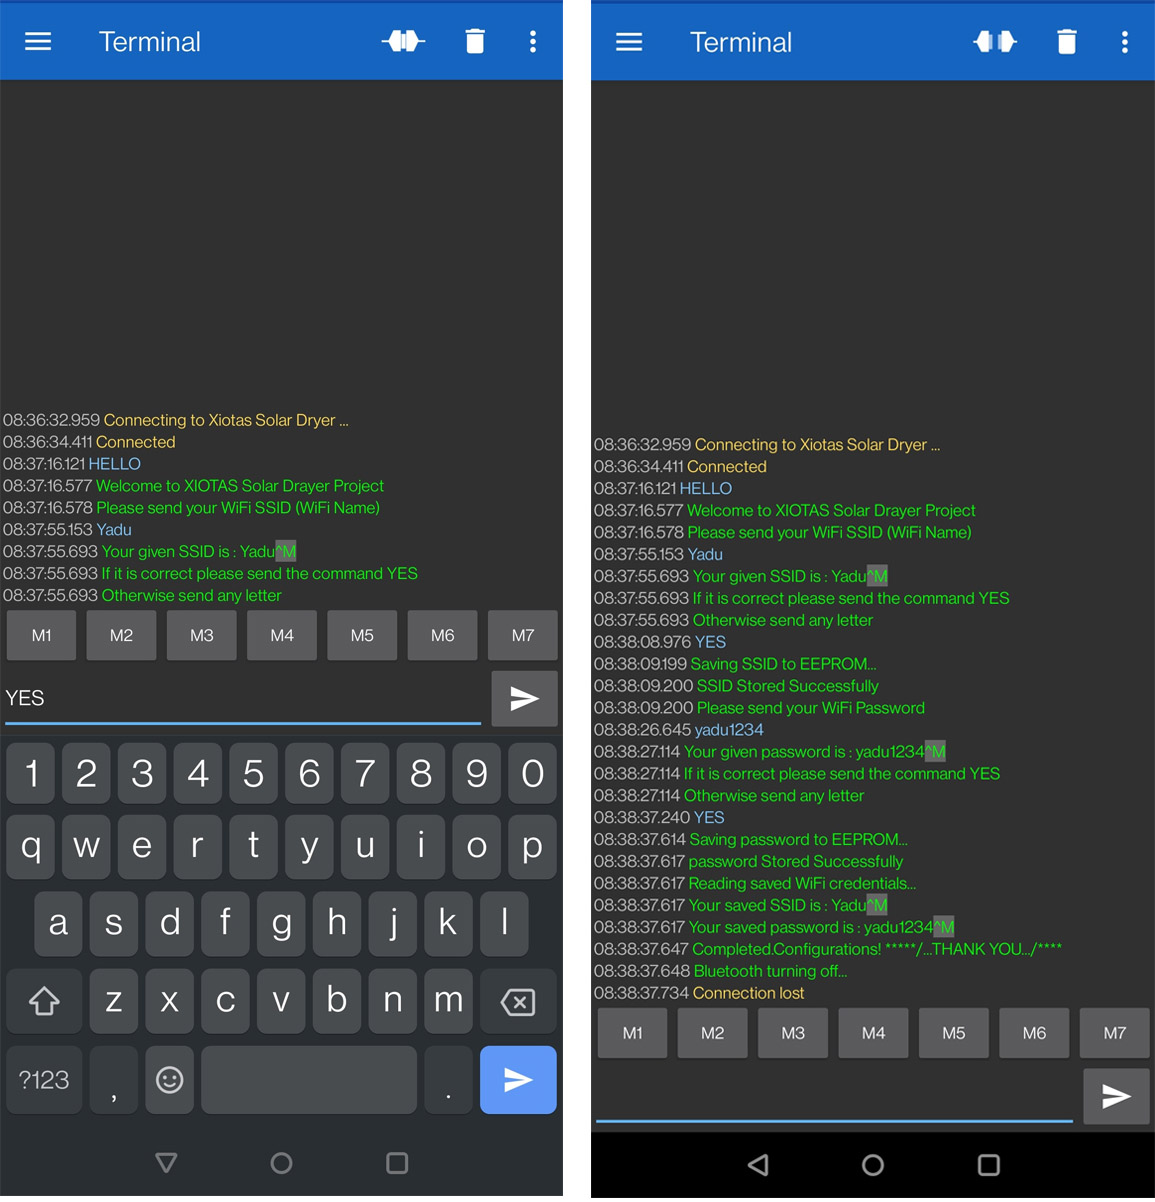 Terminal
08:36:32.959 Connecting to Xiotas Solar Dryer ...
08:36:34.411 Connected
08:37:16.121 HELLO
08:37:16.577 Welcome to XIOTAS Solar Drayer Project
08:37:16.578 Please send your WiFi SSID (WiFi Name)
08:37:55.153 Yadu
08:37:55.693 Your given SSID is : Yadu^M
08:37:55.693 If it is correct please send the command YES
08:37:55.693 Otherwise send any letter
M1 M2 M3 M4 M5 M6 M7
YES
1 2 3 4 5 6 7 8 9 0
q w e r t y u i o p
a s d f g h j k l
z x c v b n m
?123 , .
Terminal
08:36:32.959 Connecting to Xiotas Solar Dryer ...
08:36:34.411 Connected
08:37:16.121 HELLO
08:37:16.577 Welcome to XIOTAS Solar Drayer Project
08:37:16.578 Please send your WiFi SSID (WiFi Name)
08:37:55.153 Yadu
08:37:55.693 Your given SSID is : Yadu^M
08:37:55.693 If it is correct please send the command YES
08:37:55.693 Otherwise send any letter
08:38:08.976 YES
08:38:09.199 Saving SSID to EEPROM...
08:38:09.200 SSID Stored Successfully
08:38:09.200 Please send your WiFi Password
08:38:26.645 yadu1234
08:38:27.114 Your given password is : yadu1234^M
08:38:27.114 If it is correct please send the command YES
08:38:27.114 Otherwise send any letter
08:38:37.240 YES
08:38:37.614 Saving password to EEPROM...
08:38:37.617 password Stored Successfully
08:38:37.617 Reading saved WiFi credentials...
08:38:37.617 Your saved SSID is : Yadu^M
08:38:37.617 Your saved password is : yadu1234^M
08:38:37.647 Completed.Configurations! *****/...THANK YOU.../****
08:38:37.648 Bluetooth turning off...
08:38:37.734 Connection lost
M1 M2 M3 M4 M5 M6 M7